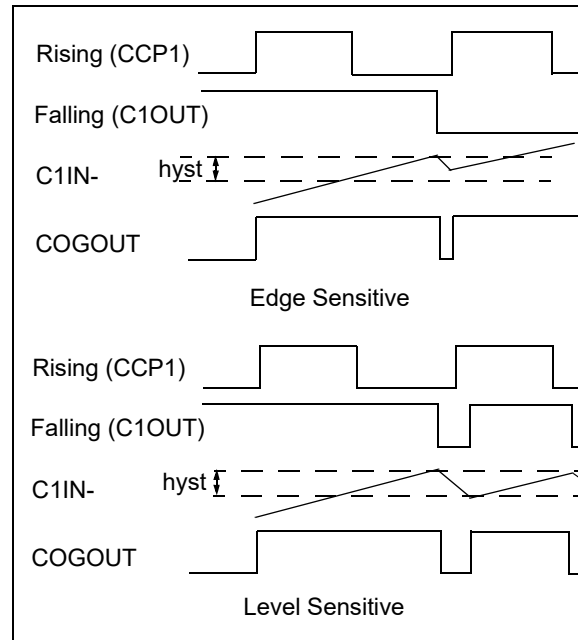 Rising (CCP1)
Falling (C1OUT)
hyst
C1IN-
COGOUT
Edge Sensitive
Rising (CCP1)
Falling (C1OUT)
hyst
C1IN-
COGOUT
Level Sensitive